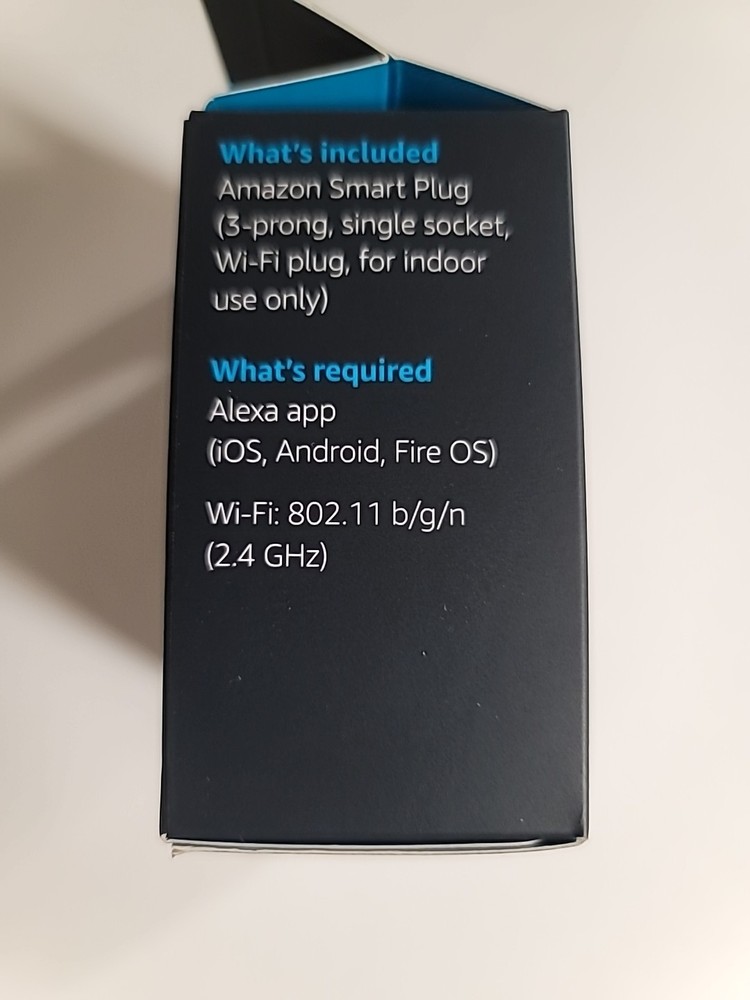 What's included
Amazon Smart Plug
(3-prong, single socket,
Wi-Fi plug, for indoor
use only)
What's required
Alexa app
(iOS, Android, Fire OS)
Wi-Fi: 802.11 b/g/n
(2.4 GHz)